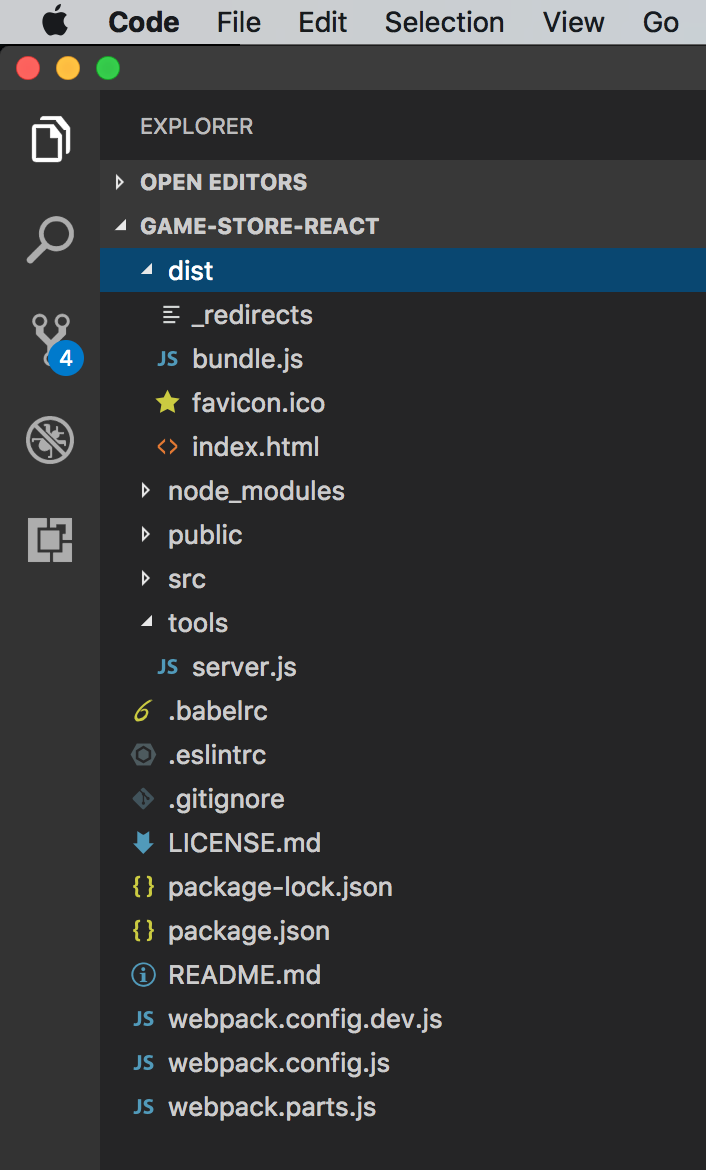 Code File Edit Selection View Go
EXPLORER
OPEN EDITORS
GAME-STORE-REACT
dist
_redirects
JS bundle.js
favicon.ico
<> index.html
4
node_modules
public
src
tools
JS server.js
6 .babelrc
.eslintrc
.gitignore
LICENSE.md
{} package-lock.json
{} package.json
i README.md
JS webpack.config.dev.js
JS webpack.config.js
JS webpack.parts.js